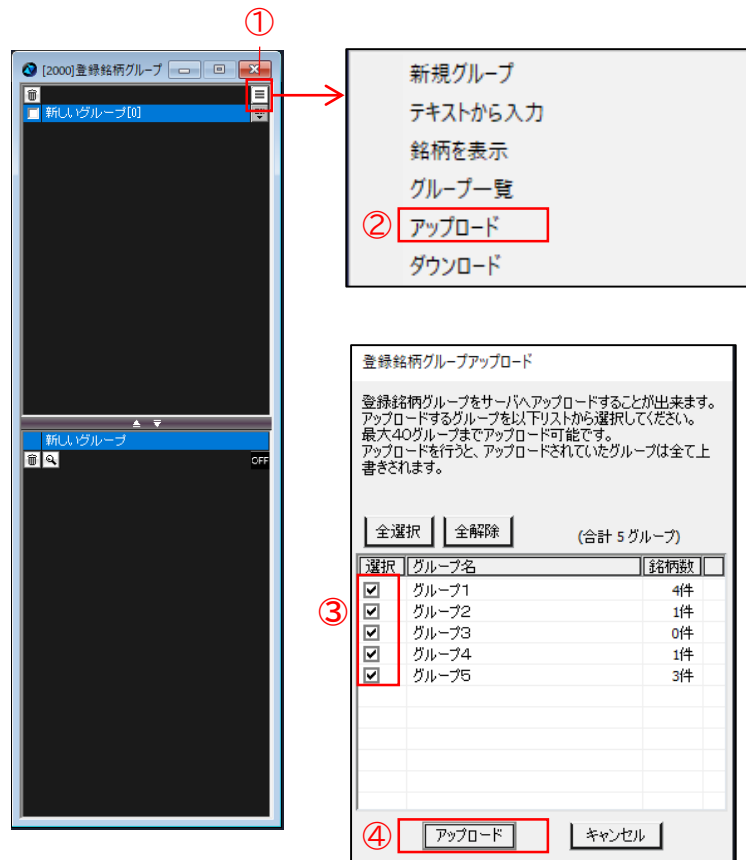 ①
[2000]登録銘柄グループ
新しいグループ[0]
新しいグループ
OFF
新規グループ
テキストから入力
銘柄を表示
グループ一覧
② アップロード
ダウンロード
登録銘柄グループアップロード
登録銘柄グループをサーバへアップロードすることが出来ます。
アップロードするグループを以下リストから選択してください。
最大40グループまでアップロード可能です。
アップロードを行うと、アップロードされていたグループは全て上
書きされます。
全選択 全解除 (合計 5 グループ)
選択 グループ名 銘柄数
グループ1 4件
グループ2 1件
③ グループ3 0件
グループ4 1件
グループ5 3件
④ アップロード キャンセル